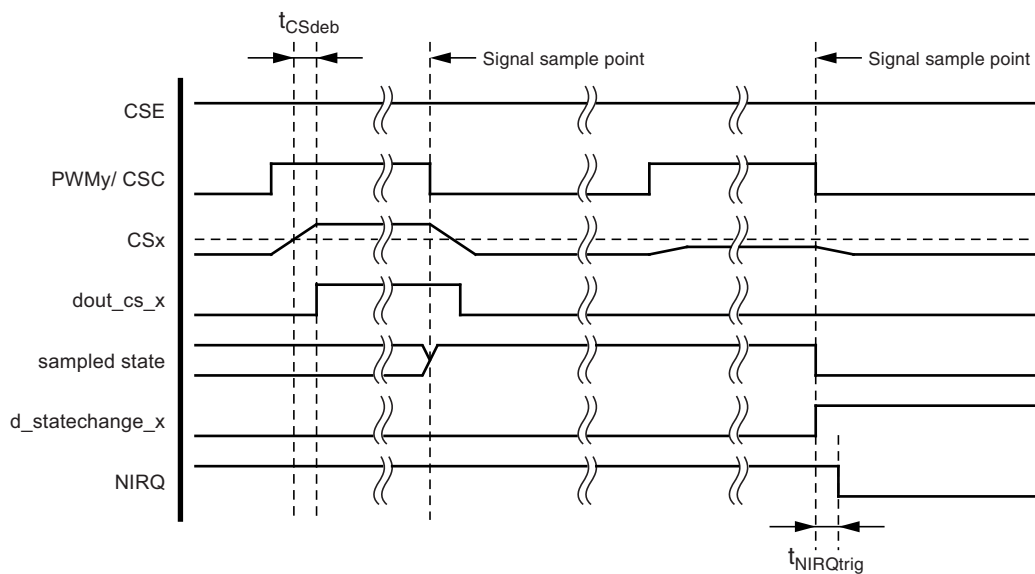 tCSdeb
Signal sample point
Signal sample point
CSE
PWMy/ CSC
CSx
dout_cs_x
sampled state
d_statechange_x
NIRQ
tNIRQtrig